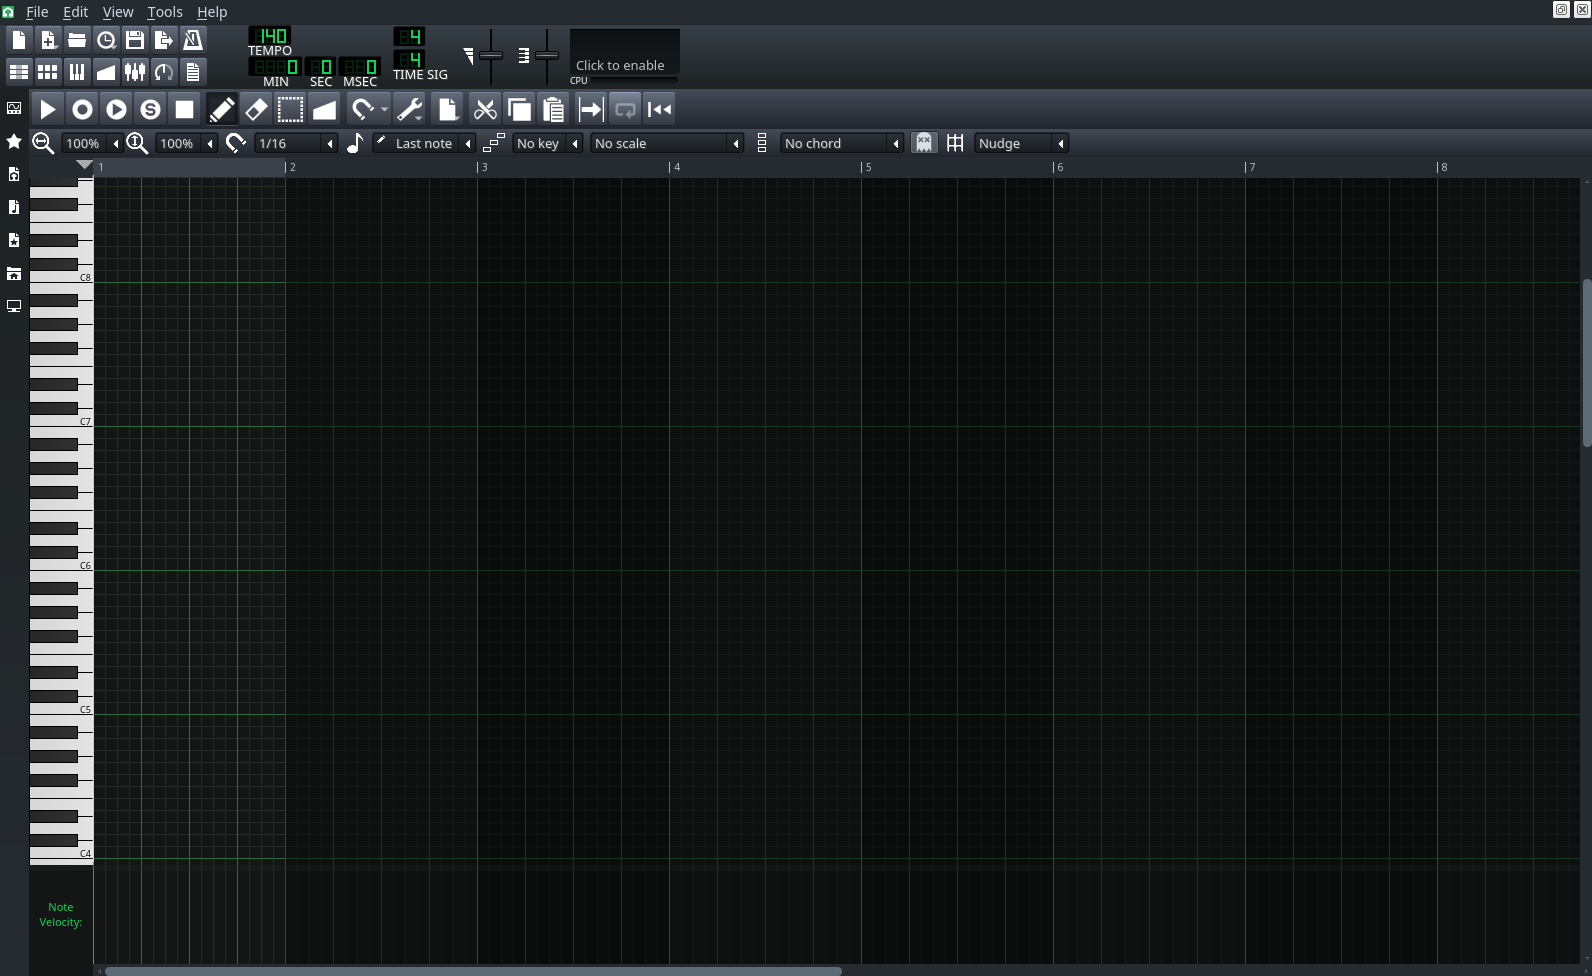 File Edit View Tools Help
140
TEMPO
0 0 0
MIN SEC MSEC
4
4
TIME SIG
Click to enable
CPU
100% 100% 1/16 Last note No key No scale No chord Nudge
1 2 3 4 5 6 7 8
C8
C7
C6
C5
C4
Note
Velocity: